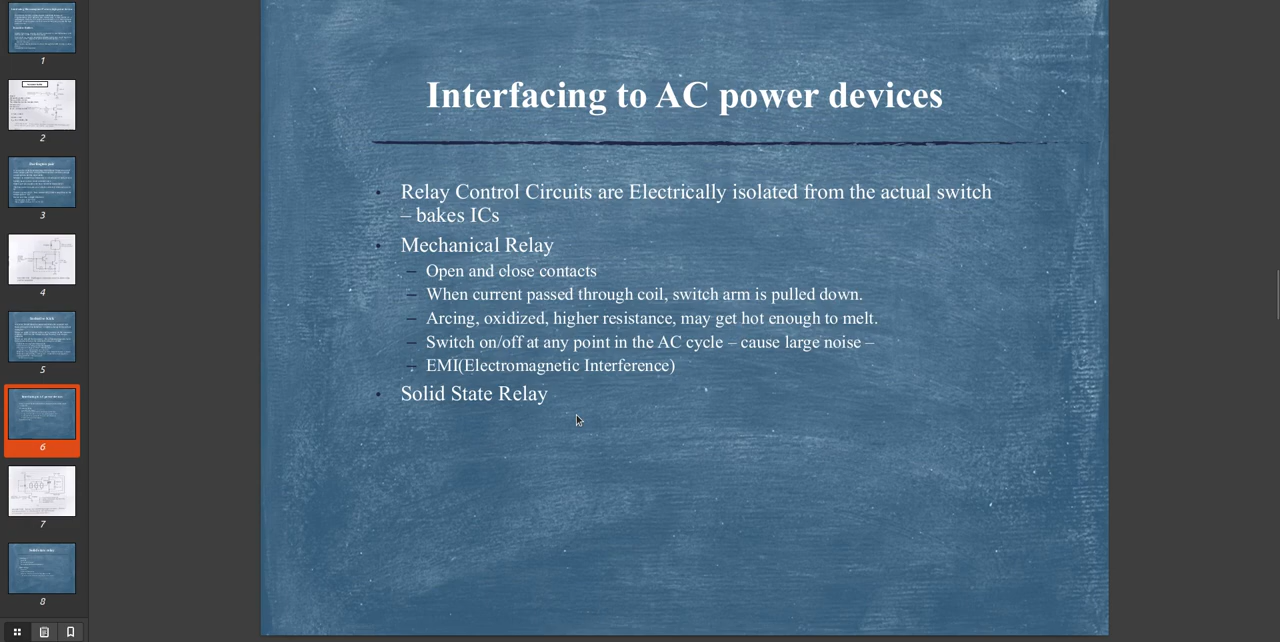 Interfacing to AC power devices
• Relay Control Circuits are Electrically isolated from the actual switch
– bakes ICs
• Mechanical Relay
– Open and close contacts
– When current passed through coil, switch arm is pulled down.
– Arcing, oxidized, higher resistance, may get hot enough to melt.
– Switch on/off at any point in the AC cycle – cause large noise –
– EMI(Electromagnetic Interference)
• Solid State Relay
1
2
3
4
5
6
7
8